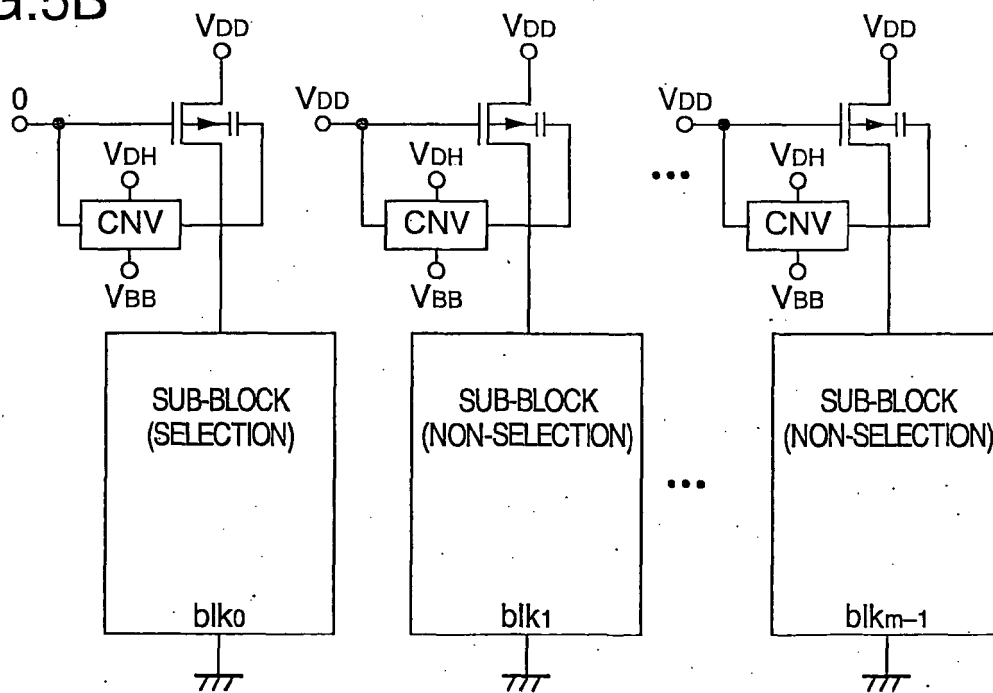 G.5B
VDD VDD VDD
0 VDD VDD
VDH VDH VDH
CNV CNV CNV
VBB VBB VBB
SUB-BLOCK (SELECTION)
SUB-BLOCK (NON-SELECTION)
SUB-BLOCK (NON-SELECTION)
blk0 blk1 blkm-1